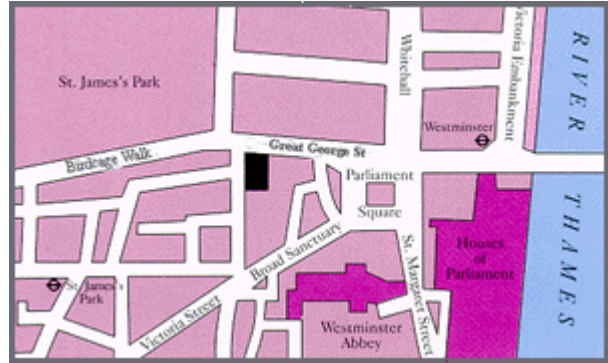 St. James's Park
Birdcage Walk
Great George St
Whitehall
Victoria Embankment
RIVER
THAMES
Westminster
Parliament
Square
Broad Sanctuary
St. Margaret Street
Houses
of
Parliament
St. James's
Park
Victoria Street
Westminster
Abbey